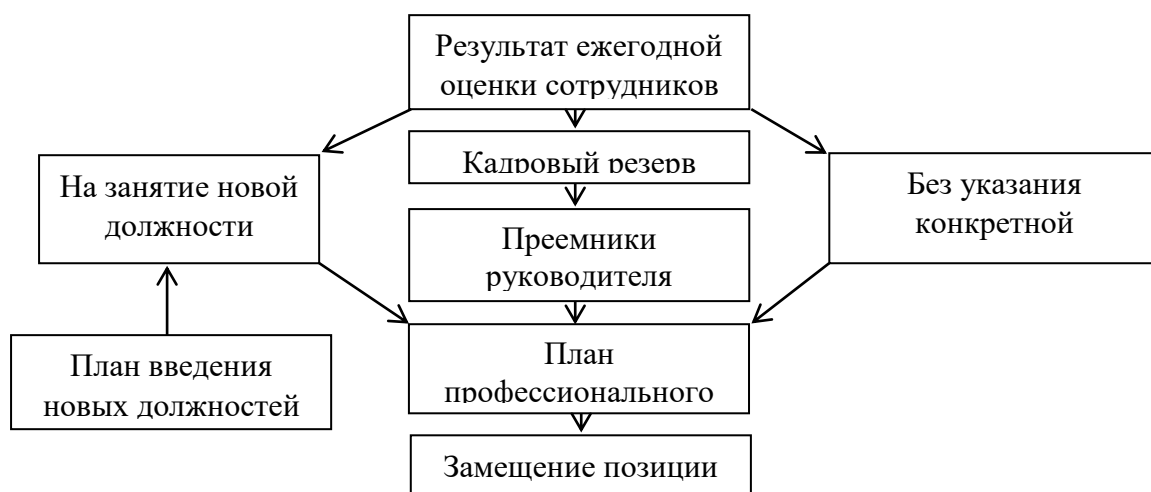 Результат ежегодной
оценки сотрудников
Кадровый резерв
На занятие новой
должности
Без указания
конкретной
Преемники
руководителя
План введения
новых должностей
План
профессионального
Замещение позиции